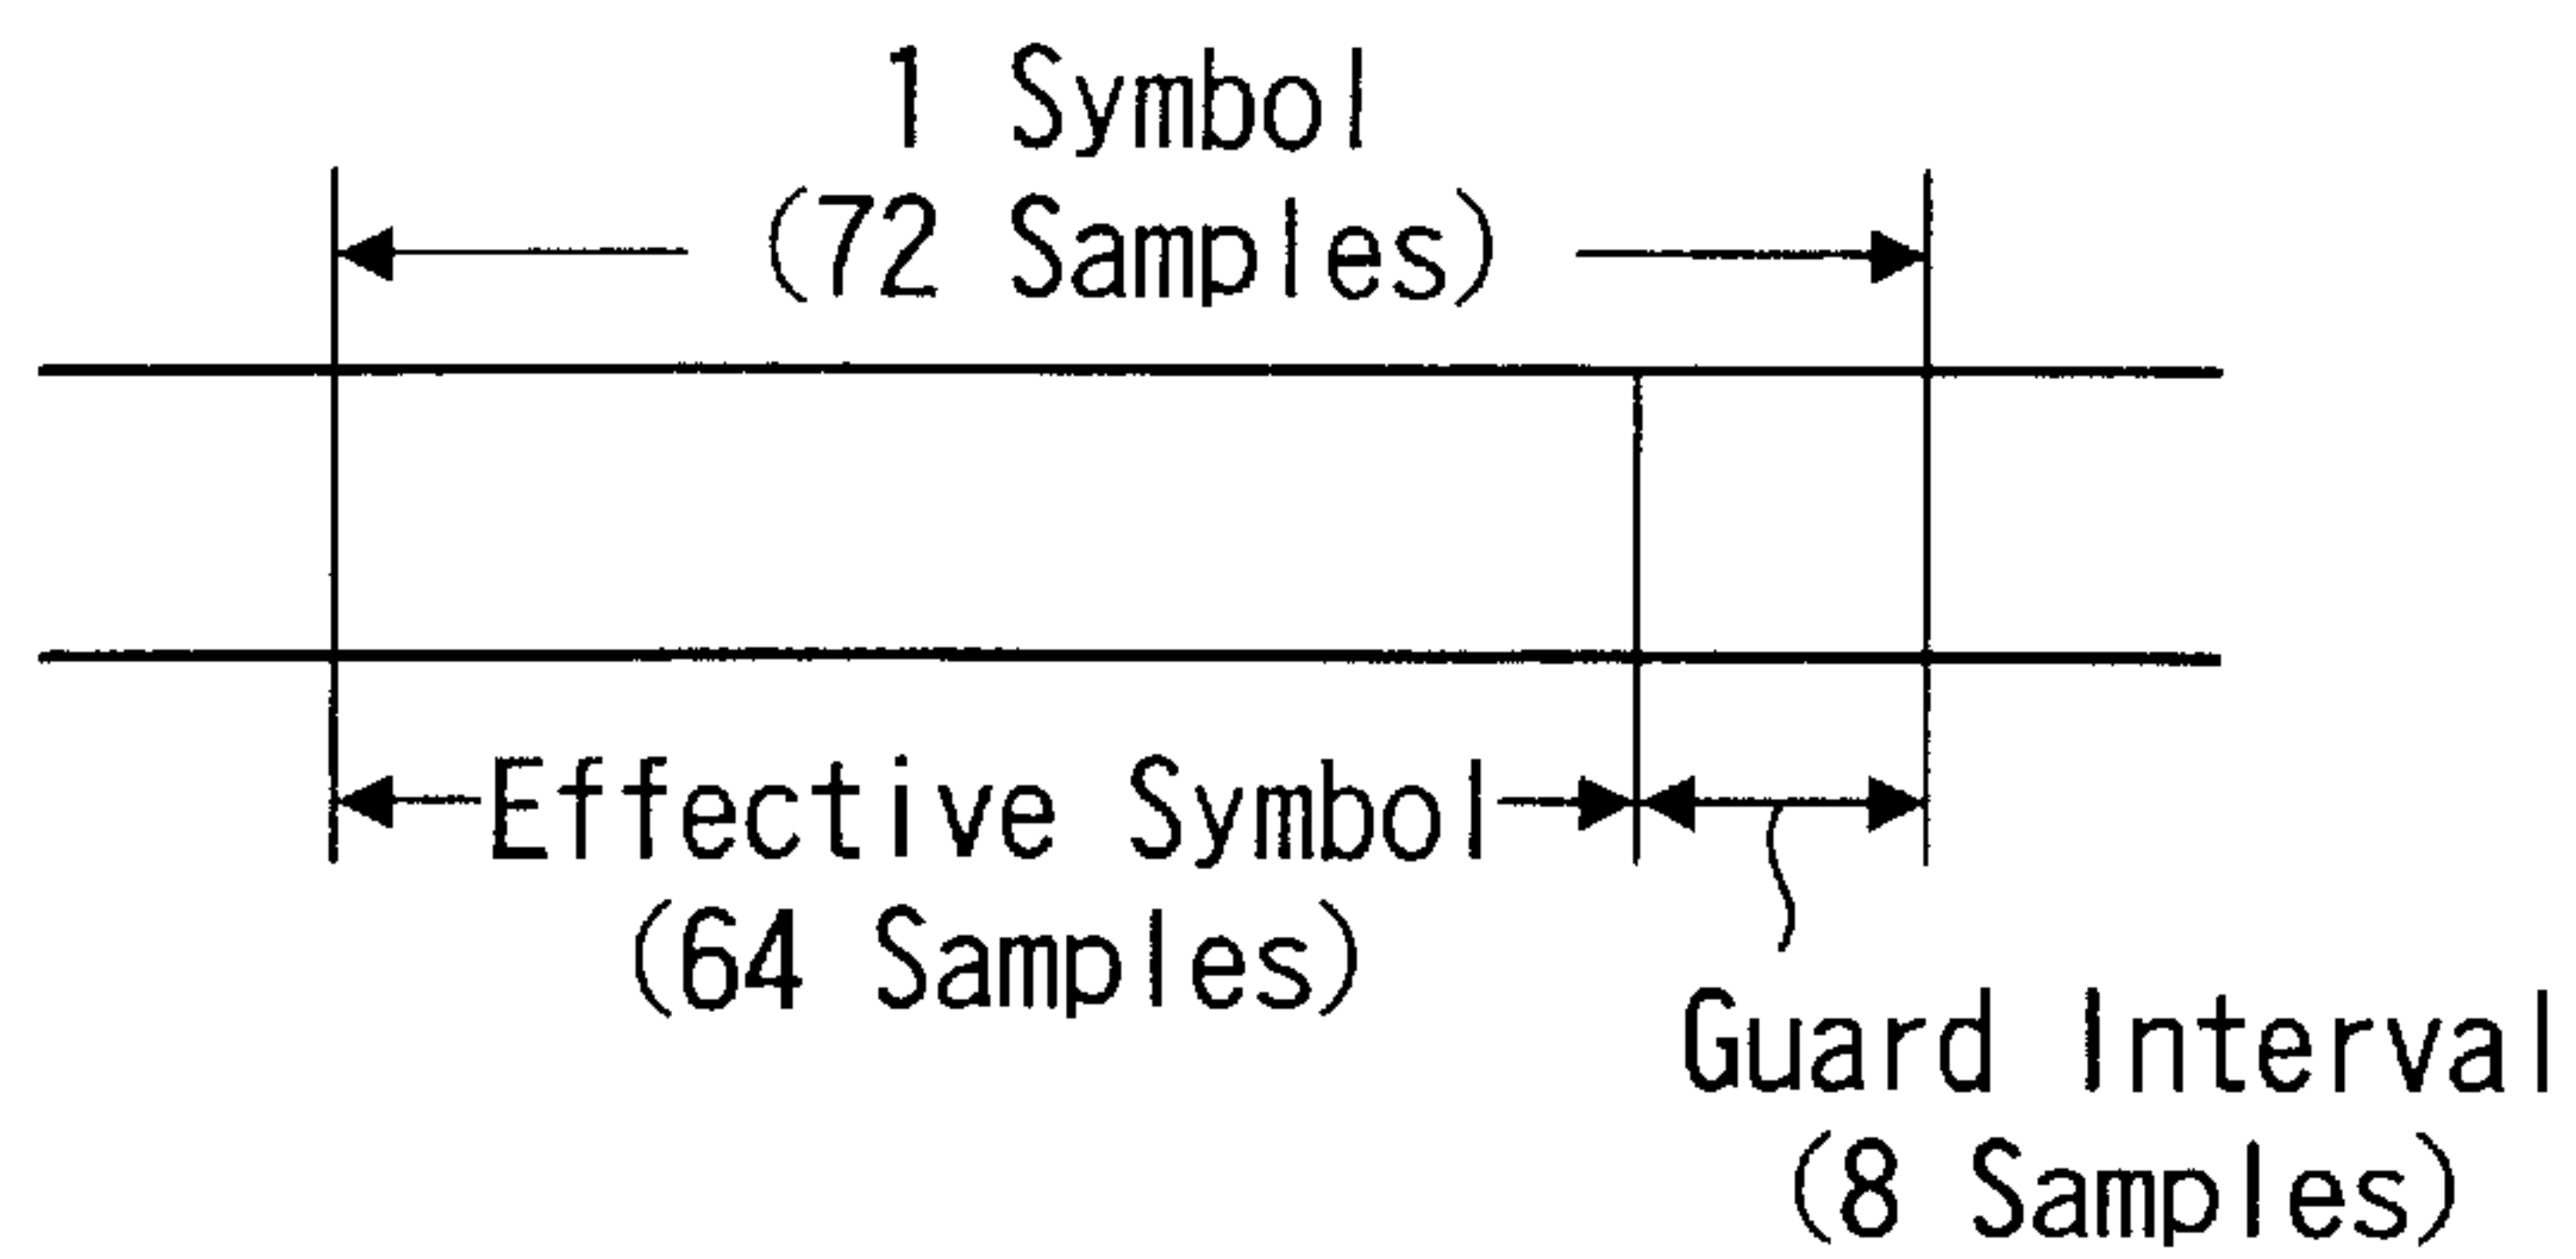 1 Symbol
(72 Samples)
Effective Symbol
(64 Samples)
Guard Interval
(8 Samples)